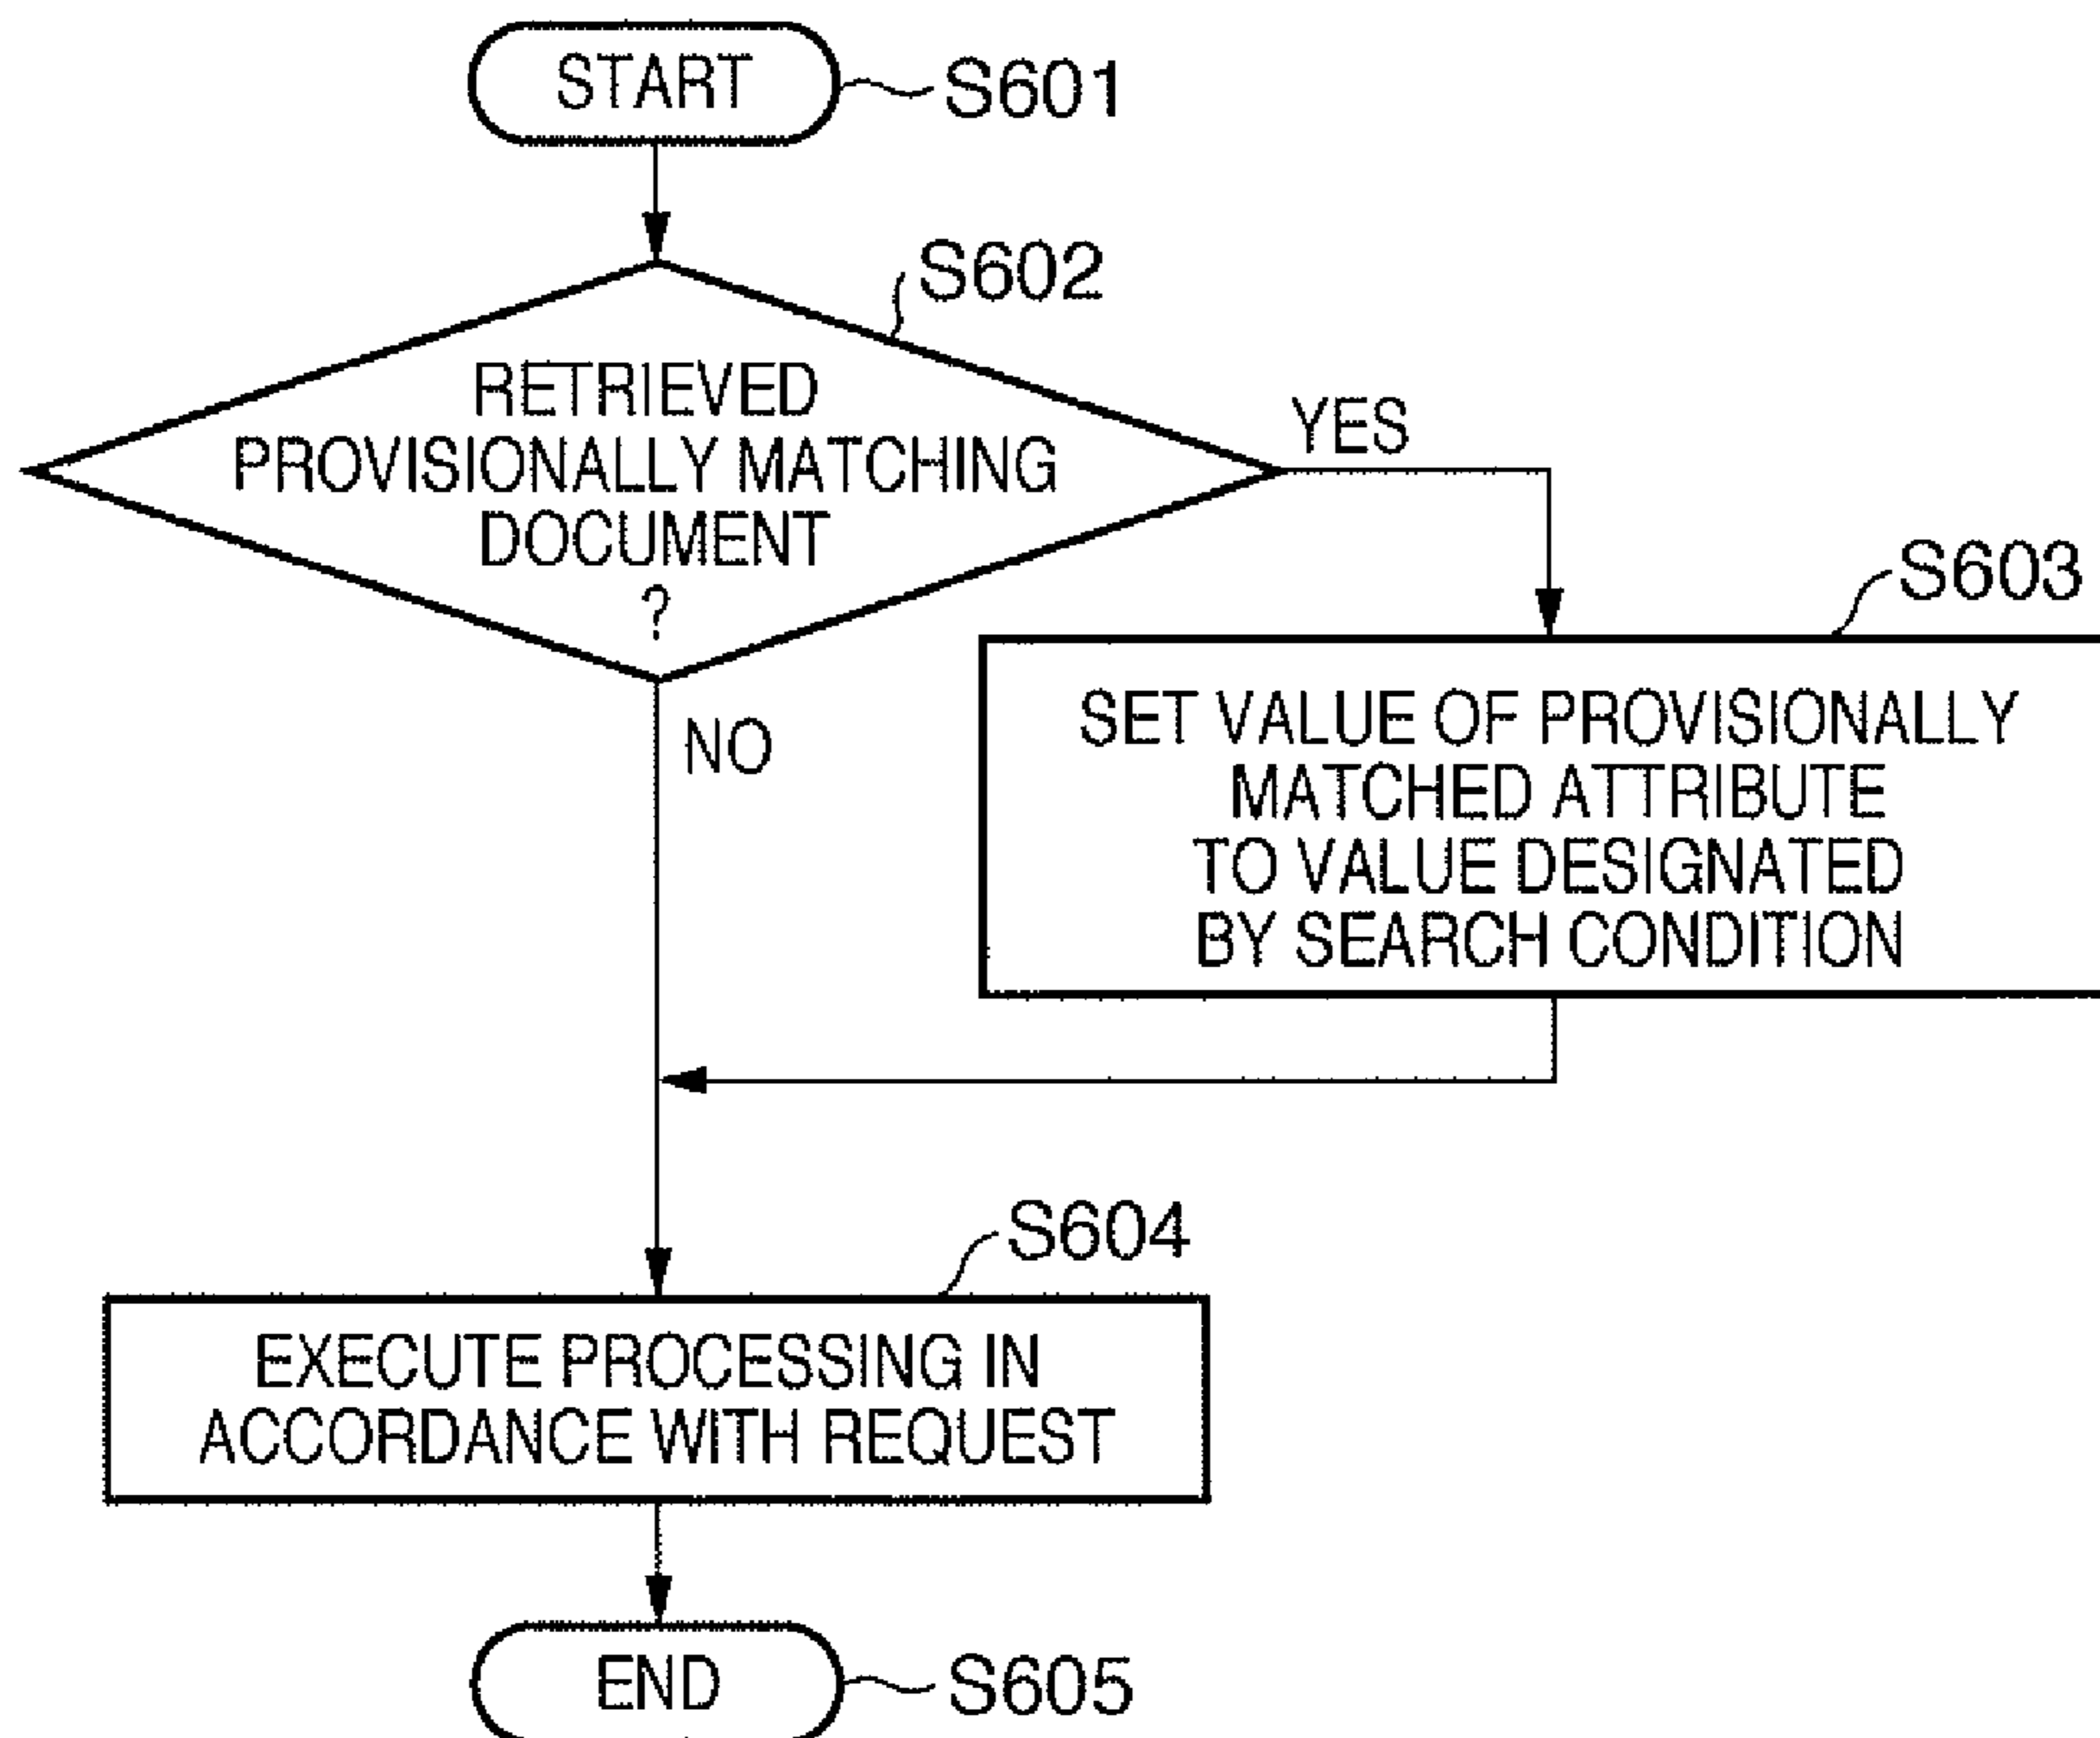 START
S601
S602
RETRIEVED
PROVISIONALLY MATCHING
DOCUMENT
?
YES
NO
S603
SET VALUE OF PROVISIONALLY
MATCHED ATTRIBUTE
TO VALUE DESIGNATED
BY SEARCH CONDITION
S604
EXECUTE PROCESSING IN
ACCORDANCE WITH REQUEST
END
S605